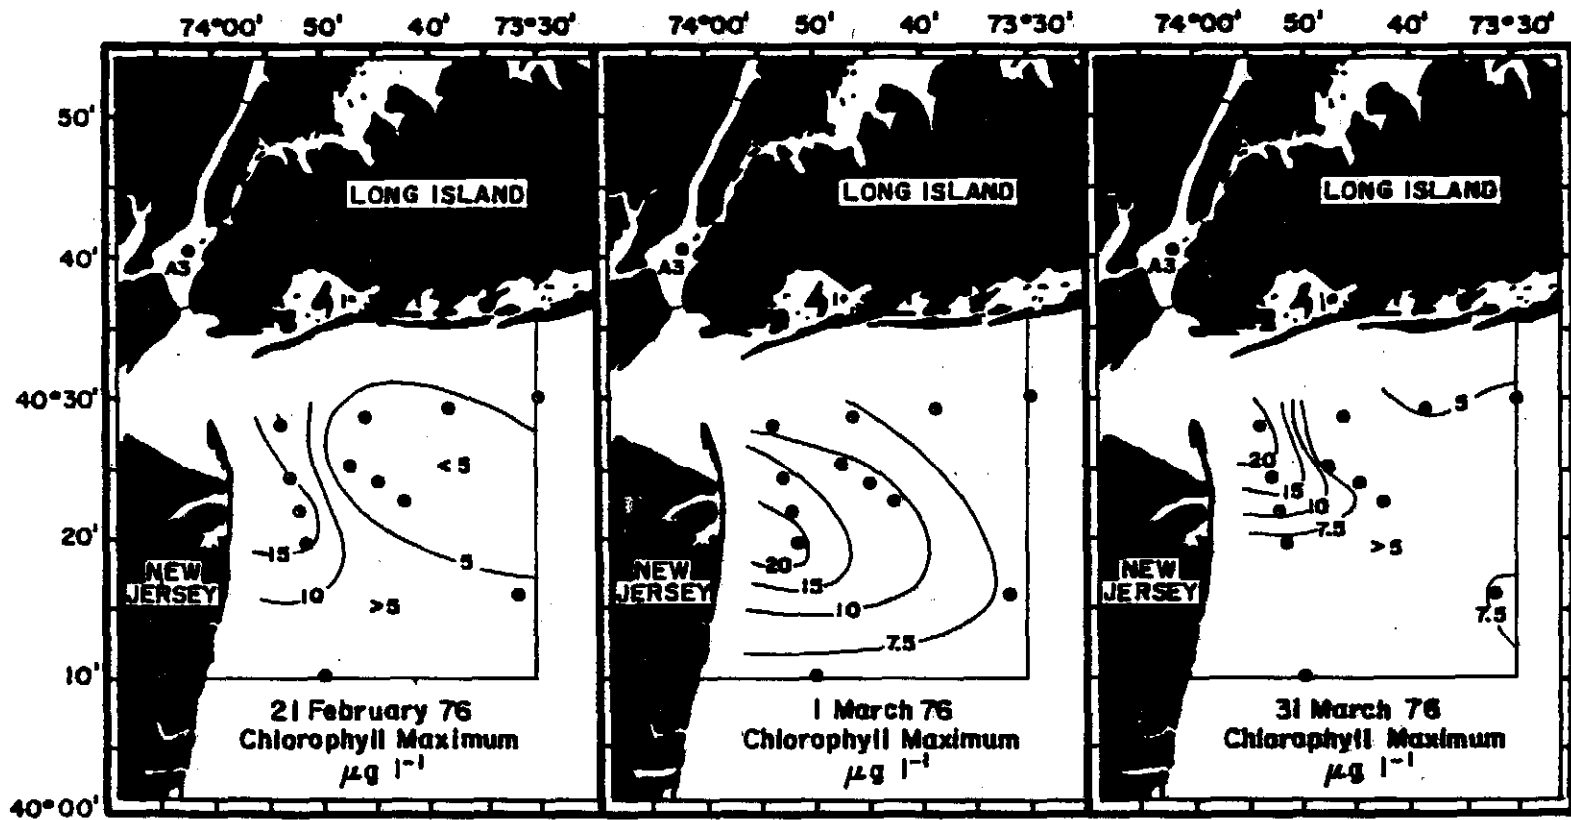 74°00' 50' 40' 73°30' 74°00' 50' 40' 73°30' 74°00' 50' 40' 73°30'
50'
LONG ISLAND LONG ISLAND LONG ISLAND
40'
A3 A3 A3
40°30'
5
<5
20
15
10
7.5
20'
15 5 20 >5
NEW JERSEY
10
>5
15
10
NEW JERSEY
7.5
NEW JERSEY
7.5
10'
21 February 76
Chlorophyll Maximum
μg l⁻¹
1 March 76
Chlorophyll Maximum
μg l⁻¹
31 March 76
Chlorophyll Maximum
μg l⁻¹
40°00'